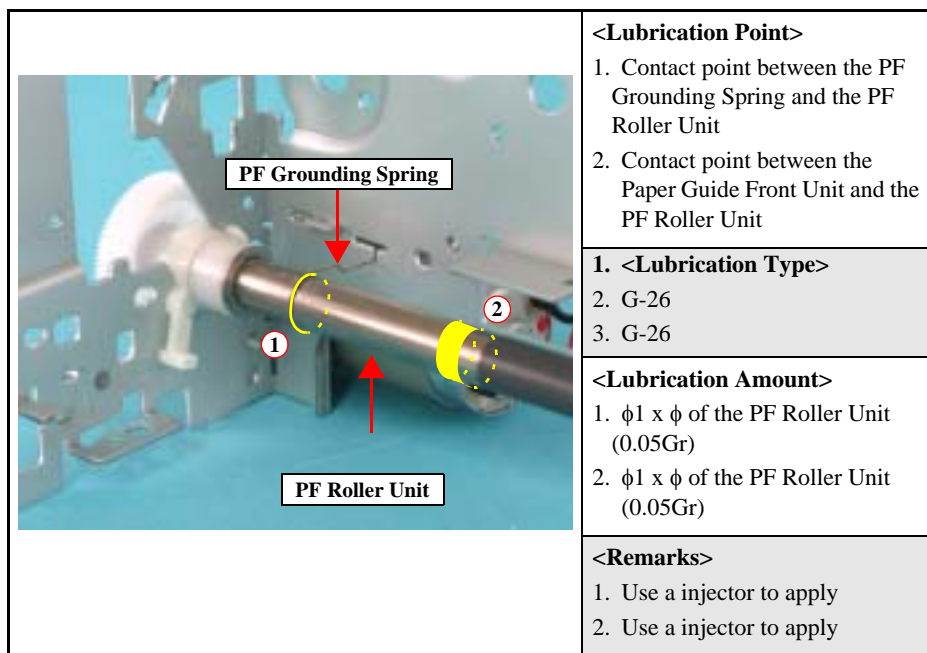 PF Grounding Spring
1
2
PF Roller Unit
<Lubrication Point>
1. Contact point between the PF
Grounding Spring and the PF
Roller Unit
2. Contact point between the
Paper Guide Front Unit and the
PF Roller Unit
1. <Lubrication Type>
2. G-26
3. G-26
<Lubrication Amount>
1. ϕ1 x ϕ of the PF Roller Unit
(0.05Gr)
2. ϕ1 x ϕ of the PF Roller Unit
(0.05Gr)
<Remarks>
1. Use a injector to apply
2. Use a injector to apply